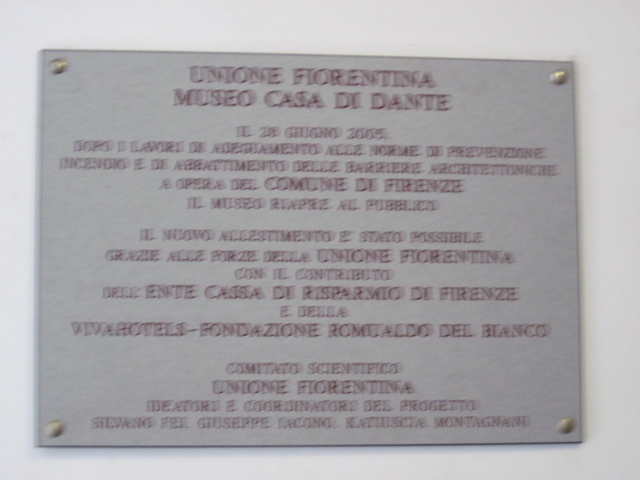 UNIONE FIORENTINA
MUSEO CASA DI DANTE
IL 28 GIUGNO 2005
DOPO I LAVORI DI ADEGUAMENTO ALLE NORME DI PREVENZIONE
INCENDIO E DI ABBATTIMENTO DELLE BARRIERE ARCHITETTONICHE
A OPERA DEL COMUNE DI FIRENZE
IL MUSEO RIAPRE AL PUBBLICO
IL NUOVO ALLESTIMENTO E' STATO POSSIBILE
GRAZIE ALLE FORZE DELLA UNIONE FIORENTINA
CON IL CONTRIBUTO
DELL'ENTE CASSA DI RISPARMIO DI FIRENZE
E DELLA
VIVAHOTELS-FONDAZIONE ROMUALDO DEL BIANCO
COMITATO SCIENTIFICO
UNIONE FIORENTINA
IDEATORI E COORDINATORI DEL PROGETTO
SILVANO FEI, GIUSEPPE IACONO, KATIUSCIA MONTAGNANI